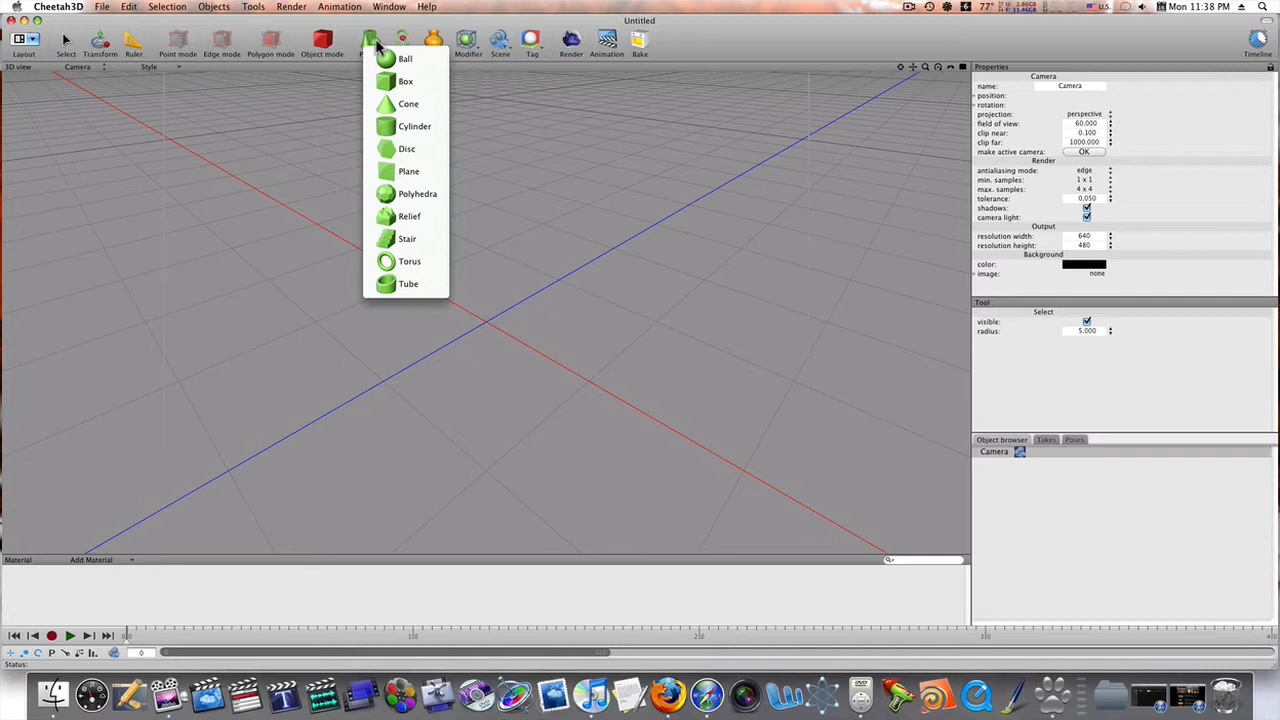 Cheetah3D File Edit Selection Objects Tools Render Animation Window Help
77° U.S. Mon 11:38 PM
Untitled
Layout Select Transform Ruler Point mode Edge mode Polygon mode Object mode Modifier Scene Tag Render Animation Bake Timeline
3D view Camera Style
Ball
Box
Cone
Cylinder
Disc
Plane
Polyhedra
Relief
Stair
Torus
Tube
Properties
Camera
name: Camera
position:
rotation:
projection: perspective
field of view: 60.000
clip near: 0.100
clip far: 1000.000
make active camera: OK
Render
antialiasing mode: edge
min. samples: 1 x 1
max. samples: 4 x 4
tolerance: 0.050
shadows:
camera light:
Output
resolution width: 640
resolution height: 480
Background
color:
image: none
Tool
Select
visible:
radius: 5.000
Object browser Takes Poses
Camera
Material Add Material
0 P
Status: